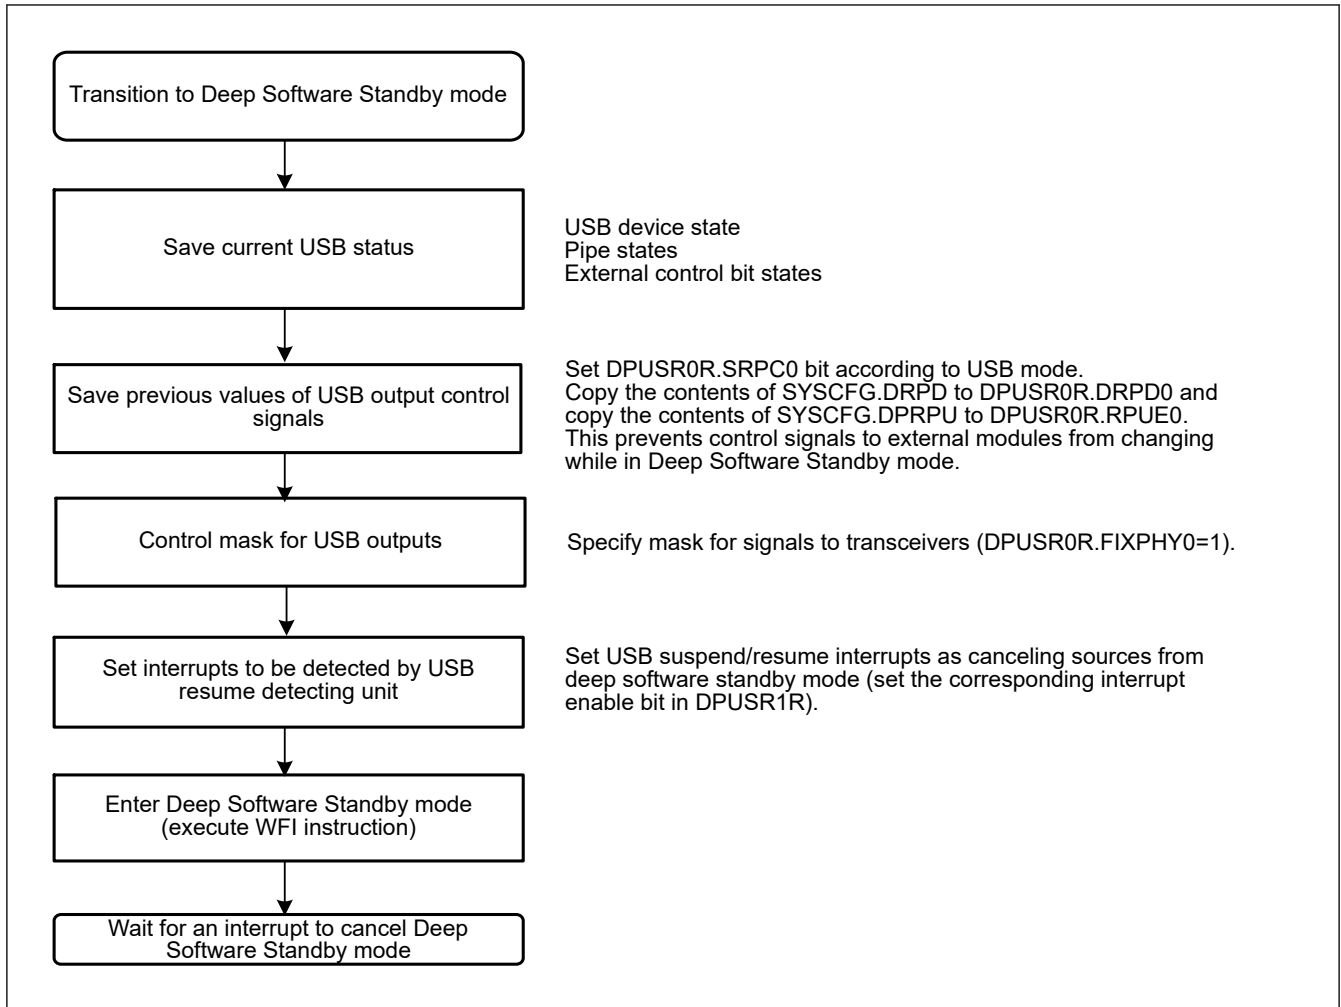 Transition to Deep Software Standby mode
Save current USB status
USB device state
Pipe states
External control bit states
Save previous values of USB output control
signals
Set DPUSR0R.SRPC0 bit according to USB mode.
Copy the contents of SYSCFG.DRPD to DPUSR0R.DRPD0 and
copy the contents of SYSCFG.DPRPU to DPUSR0R.RPUE0.
This prevents control signals to external modules from changing
while in Deep Software Standby mode.
Control mask for USB outputs
Specify mask for signals to transceivers (DPUSR0R.FIXPHY0=1).
Set interrupts to be detected by USB
resume detecting unit
Set USB suspend/resume interrupts as canceling sources from
deep software standby mode (set the corresponding interrupt
enable bit in DPUSR1R).
Enter Deep Software Standby mode
(execute WFI instruction)
Wait for an interrupt to cancel Deep
Software Standby mode